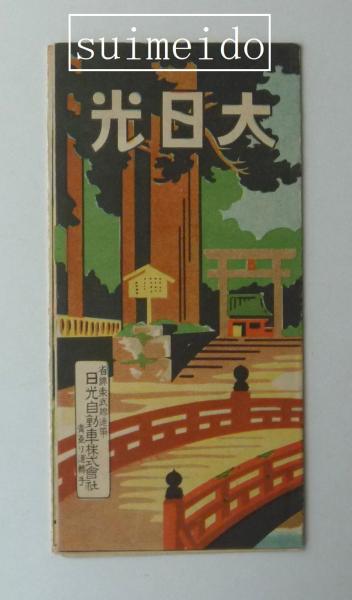 suimeido
光日大
省線東武線連帯
日光自動車株式會社